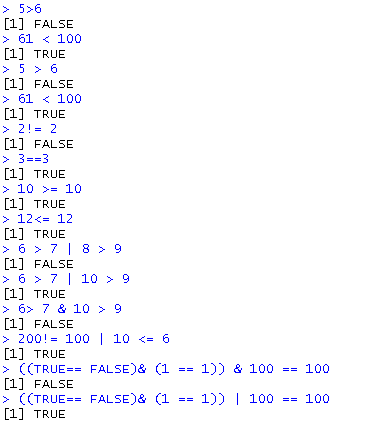 > 5>6
[1] FALSE
> 61 < 100
[1] TRUE
> 5 > 6
[1] FALSE
> 61 < 100
[1] TRUE
> 2!= 2
[1] FALSE
> 3==3
[1] TRUE
> 10 >= 10
[1] TRUE
> 12<= 12
[1] TRUE
> 6 > 7 | 8 > 9
[1] FALSE
> 6 > 7 | 10 > 9
[1] TRUE
> 6> 7 & 10 > 9
[1] FALSE
> 200!= 100 | 10 <= 6
[1] TRUE
> ((TRUE== FALSE)& (1 == 1)) & 100 == 100
[1] FALSE
> ((TRUE== FALSE)& (1 == 1)) | 100 == 100
[1] TRUE